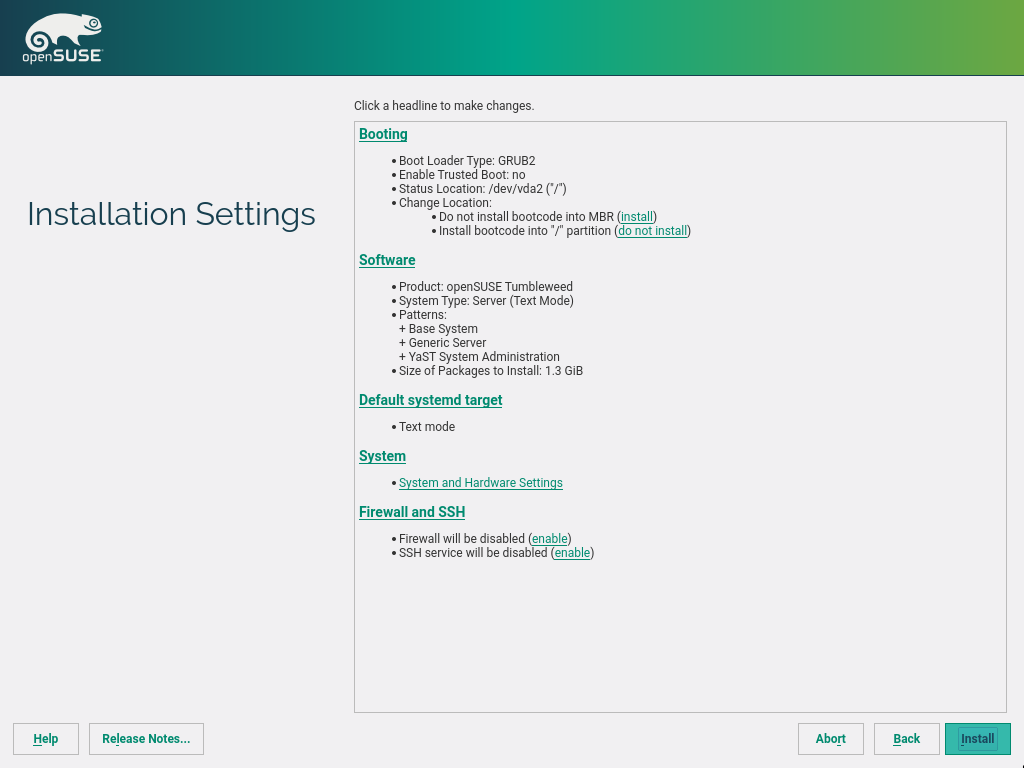 openSUSE
Click a headline to make changes.
Installation Settings
Booting
• Boot Loader Type: GRUB2
• Enable Trusted Boot: no
• Status Location: /dev/vda2 ("/")
• Change Location:
• Do not install bootcode into MBR (install)
• Install bootcode into "/" partition (do not install)
Software
• Product: openSUSE Tumbleweed
• System Type: Server (Text Mode)
• Patterns:
+ Base System
+ Generic Server
+ YaST System Administration
• Size of Packages to Install: 1.3 GiB
Default systemd target
• Text mode
System
• System and Hardware Settings
Firewall and SSH
• Firewall will be disabled (enable)
• SSH service will be disabled (enable)
Help Release Notes... Abort Back Install